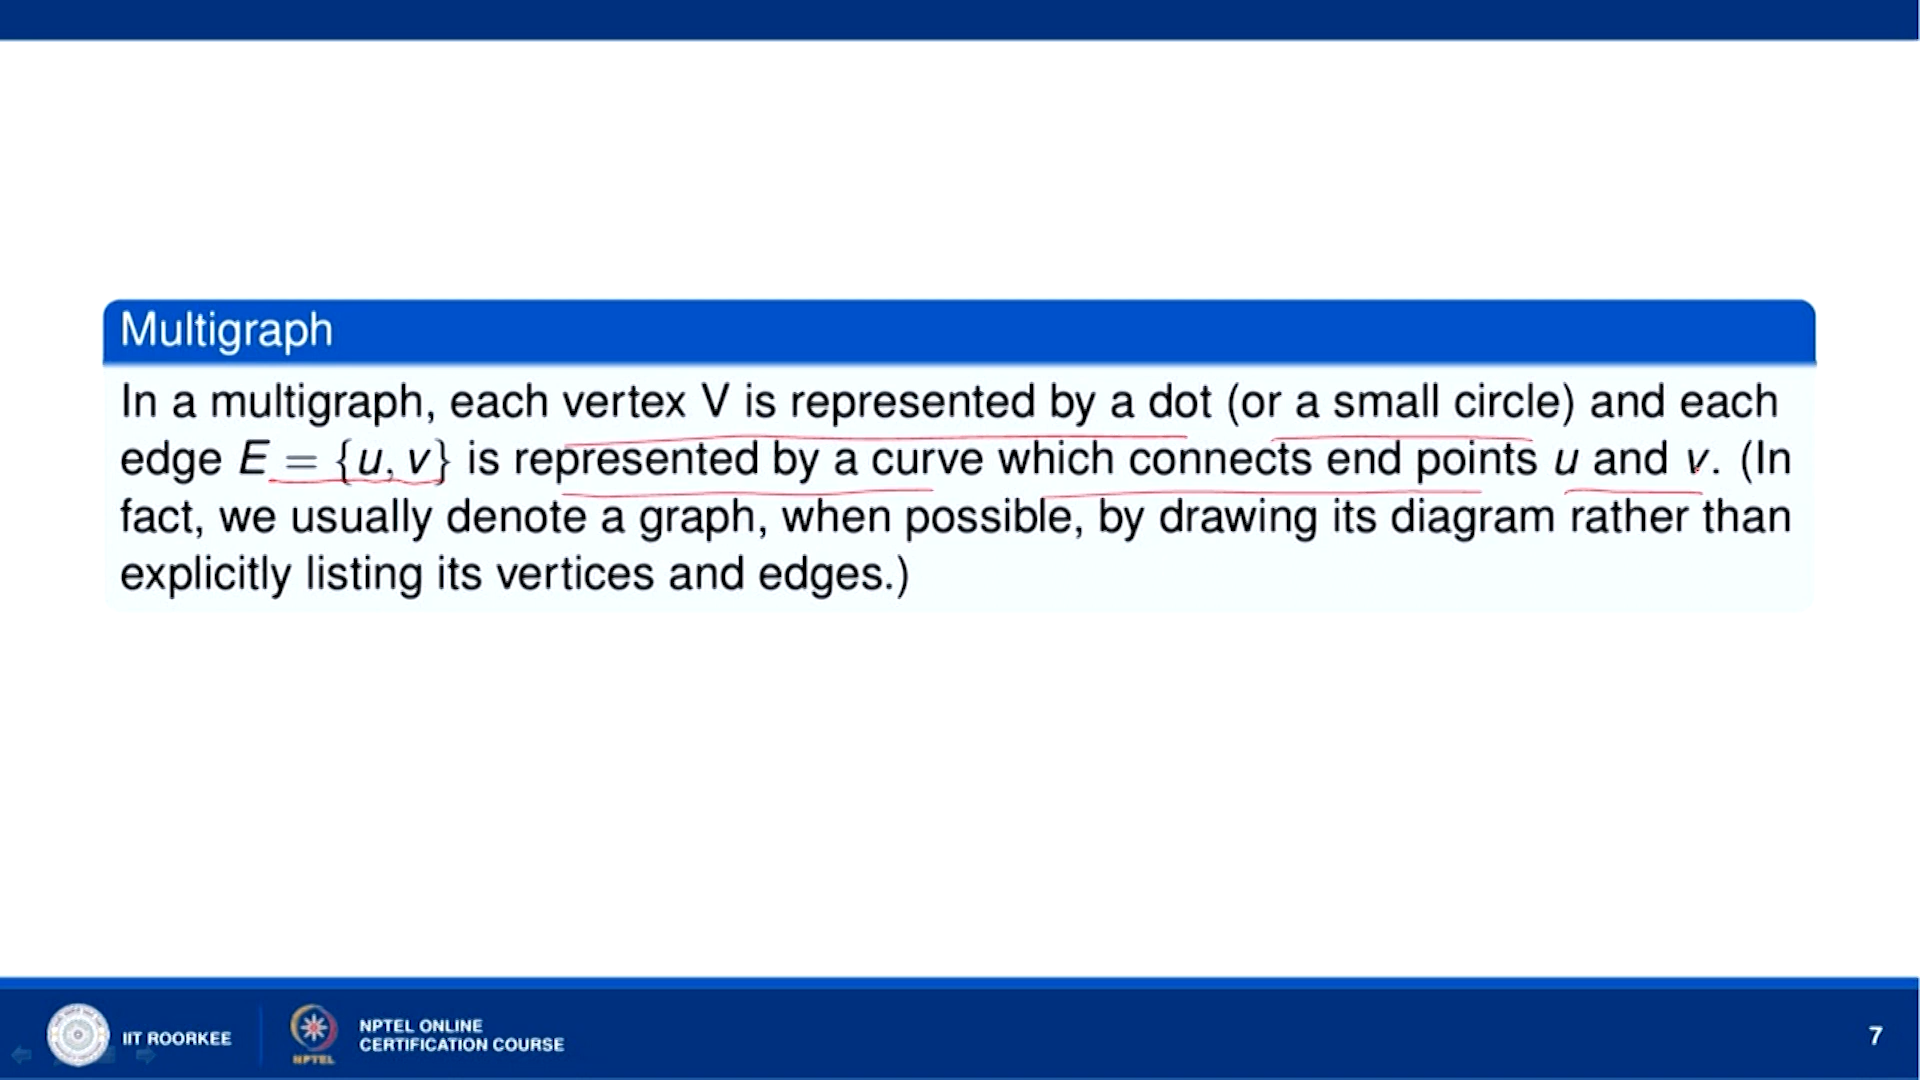 Multigraph
In a multigraph, each vertex V is represented by a dot (or a small circle) and each
edge E = {u, v} is represented by a curve which connects end points u and v. (In
fact, we usually denote a graph, when possible, by drawing its diagram rather than
explicitly listing its vertices and edges.)
IIT ROORKEE
NPTEL
NPTEL ONLINE
CERTIFICATION COURSE
7